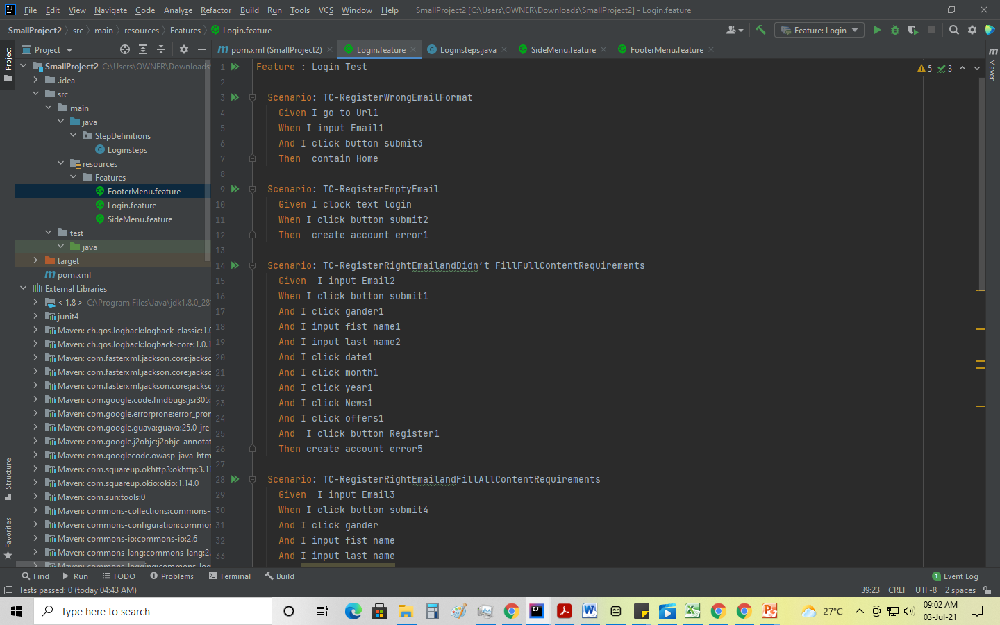 File Edit View Navigate Code Analyze Refactor Build Run Tools VCS Window Help SmallProject2 [C:\Users\OWNER\Downloads\SmallProject2] - Login.feature
SmallProject2 src main resources Features Login.feature Feature: Login
Project pom.xml (SmallProject2) Login.feature Loginsteps.java SideMenu.feature FooterMenu.feature
Project
Maven
Structure
Favorites
SmallProject2 C:\Users\OWNER\Downloads
.idea
src
main
java
StepDefinitions
Loginsteps
resources
Features
FooterMenu.feature
Login.feature
SideMenu.feature
test
java
target
pom.xml
External Libraries
< 1.8 > C:\Program Files\Java\jdk1.8.0_28
junit4
Maven: ch.qos.logback:logback-classic:1.0
Maven: ch.qos.logback:logback-core:1.0.1
Maven: com.fasterxml.jackson.core:jackso
Maven: com.fasterxml.jackson.core:jackso
Maven: com.fasterxml.jackson.core:jackso
Maven: com.google.code.findbugs:jsr305:
Maven: com.google.errorprone:error_pron
Maven: com.google.guava:guava:25.0-jre
Maven: com.google.j2objc:j2objc-annotat
Maven: com.googlecode.owasp-java-htm
Maven: com.squareup.okhttp3:okhttp:3.11
Maven: com.squareup.okio:okio:1.14.0
Maven: com.sun:tools:0
Maven: commons-collections:commons-
Maven: commons-configuration:common
Maven: commons-io:commons-io:2.6
Maven: commons-lang:commons-lang:2.
Maven: commons-logging:commons-log
5 3
1 Feature : Login Test
2
3 Scenario: TC-RegisterWrongEmailFormat
4 Given I go to Url1
5 When I input Email1
6 And I click button submit3
7 Then  contain Home
8
9 Scenario: TC-RegisterEmptyEmail
10 Given I clock text login
11 When I click button submit2
12 Then  create account error1
13
14 Scenario: TC-RegisterRightEmailandDidn’t FillFullContentRequirements
15 Given  I input Email2
16 When I click button submit1
17 And I click gander1
18 And I input fist name1
19 And I input last name2
20 And I click date1
21 And I click month1
22 And I click year1
23 And I click News1
24 And I click offers1
25 And  I click button Register1
26 Then create account error5
27
28 Scenario: TC-RegisterRightEmailandFillAllContentRequirements
29 Given  I input Email3
30 When I click button submit4
31 And I click gander
32 And I input fist name
33 And I input last name
Find Run TODO Problems Terminal Build 1 Event Log
Tests passed: 0 (today 04:43 AM) 39:23 CRLF UTF-8 2 spaces
Type here to search 27°C 09:02 AM
03-Jul-21